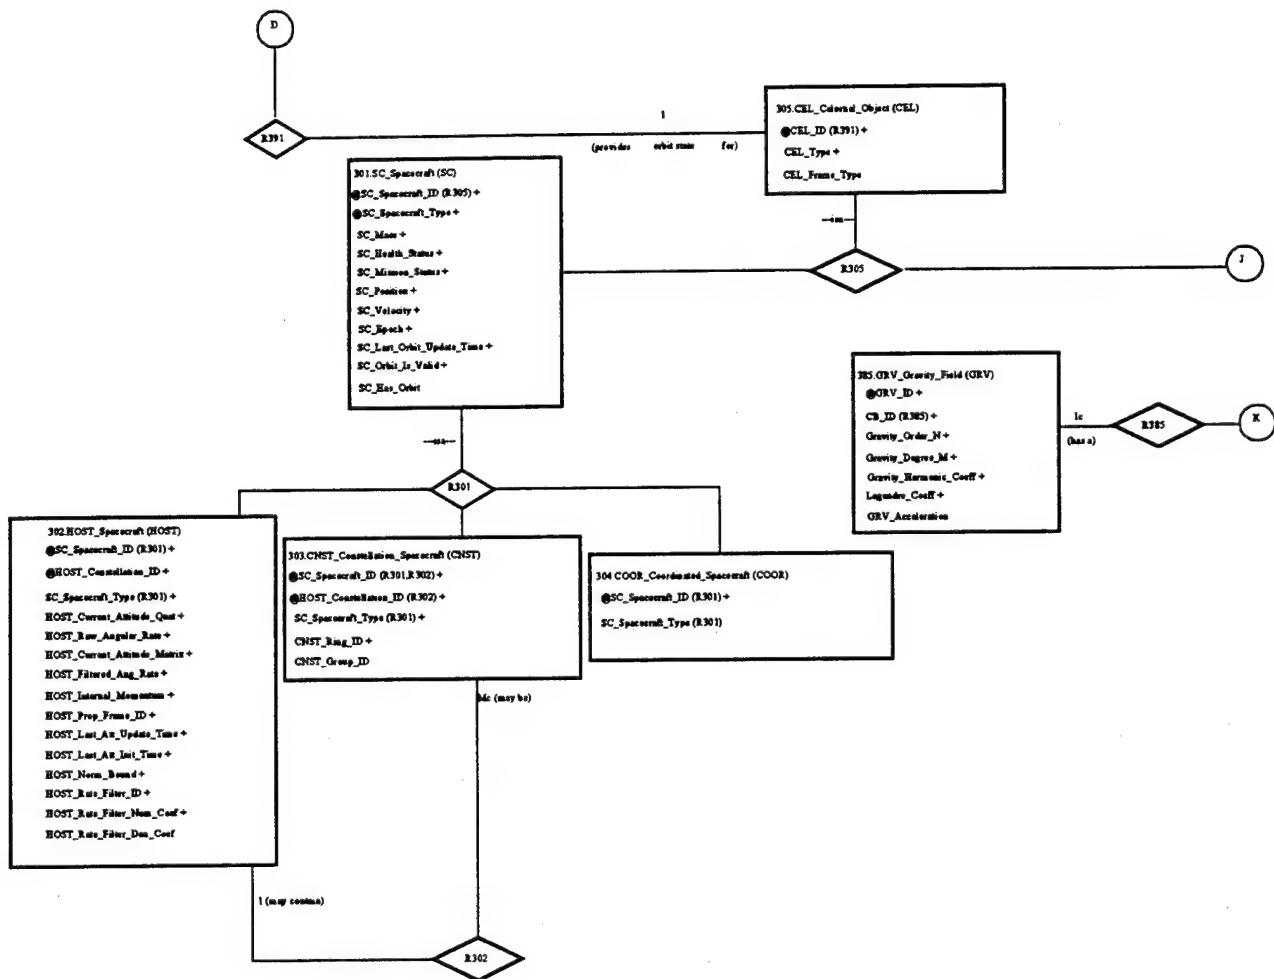 D
R391
1
(provides orbit state for)
305.CEL_Celestial_Object (CEL)
@CEL_ID (R391) +
CEL_Type +
CEL_Frame_Type
301.SC_Spacecraft (SC)
@SC_Spacecraft_ID (R305) +
@SC_Spacecraft_Type +
SC_Mass +
SC_Health_Status +
SC_Mission_Status +
SC_Position +
SC_Velocity +
SC_Epoch +
SC_Last_Orbit_Update_Time +
SC_Orbit_Is_Valid +
SC_Has_Orbit
R305
J
385.GRV_Gravity_Field (GRV)
@GRV_ID +
CB_ID (R385) +
Gravity_Order_N +
Gravity_Degree_M +
Gravity_Harmonic_Coeff +
Legendre_Coeff +
GRV_Acceleration
1c
(has a)
R385
K
R301
302.HOST_Spacecraft (HOST)
@SC_Spacecraft_ID (R301) +
@HOST_Constellation_ID +
SC_Spacecraft_Type (R301) +
HOST_Current_Attitude_Quat +
HOST_Raw_Angular_Rate +
HOST_Current_Attitude_Matrix +
HOST_Filtered_Ang_Rate +
HOST_Internal_Momentum +
HOST_Prop_Frame_ID +
HOST_Last_Att_Update_Time +
HOST_Last_Att_Init_Time +
HOST_Norm_Bound +
HOST_Rate_Filter_ID +
HOST_Rate_Filter_Num_Coef +
HOST_Rate_Filter_Den_Coef
303.CNST_Constellation_Spacecraft (CNST)
@SC_Spacecraft_ID (R301,R302) +
@HOST_Constellation_ID (R302) +
SC_Spacecraft_Type (R301) +
CNST_Ring_ID +
CNST_Group_ID
304.COOR_Coordinated_Spacecraft (COOR)
@SC_Spacecraft_ID (R301) +
SC_Spacecraft_Type (R301)
Mc (may be)
1 (may contain)
R302